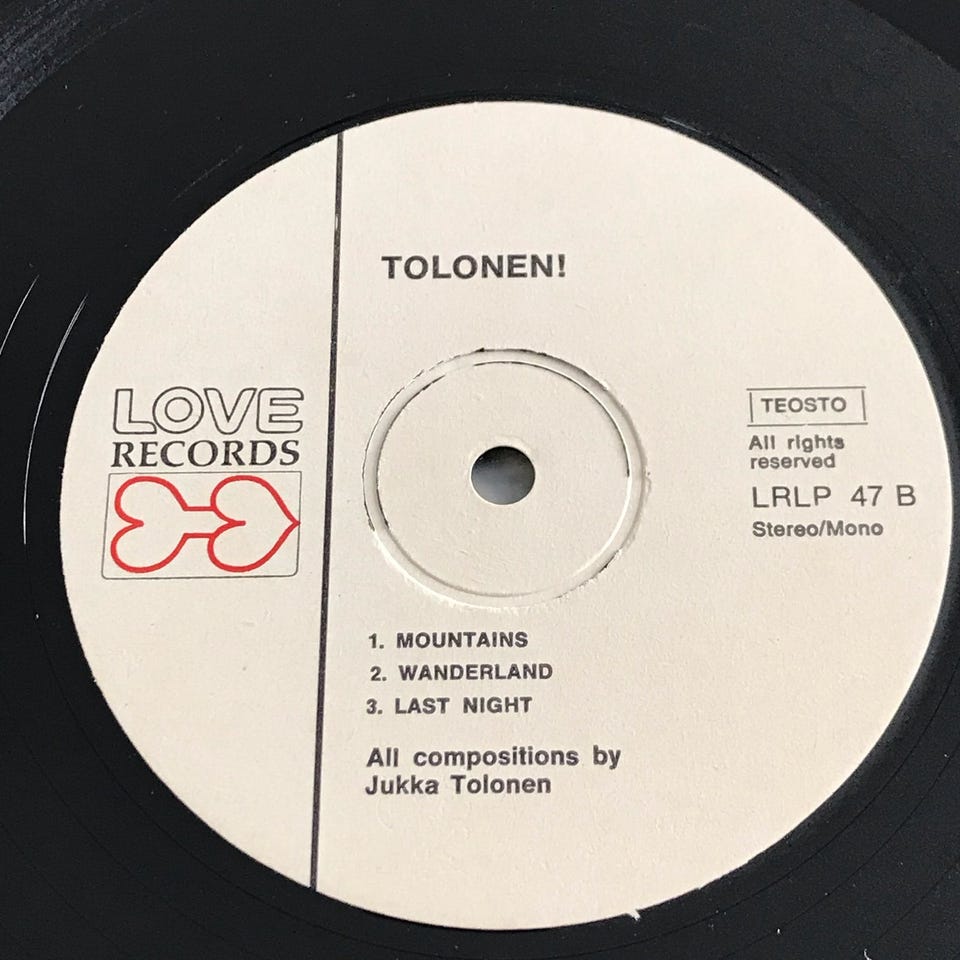 TOLONEN!
LOVE
RECORDS
TEOSTO
All rights
reserved
LRLP 47 B
Stereo/Mono
1. MOUNTAINS
2. WANDERLAND
3. LAST NIGHT
All compositions by
Jukka Tolonen